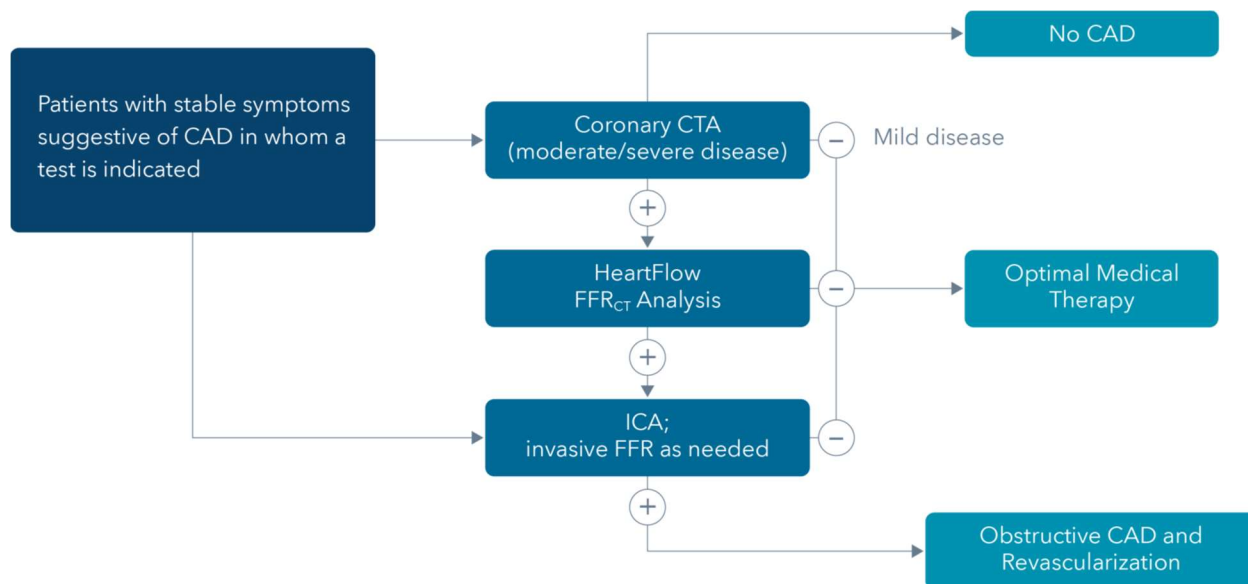 No CAD
Patients with stable symptoms
suggestive of CAD in whom a
test is indicated
Coronary CTA
(moderate/severe disease)
−
Mild disease
+
HeartFlow
FFRCT Analysis
−
Optimal Medical
Therapy
+
ICA;
invasive FFR as needed
−
+
Obstructive CAD and
Revascularization